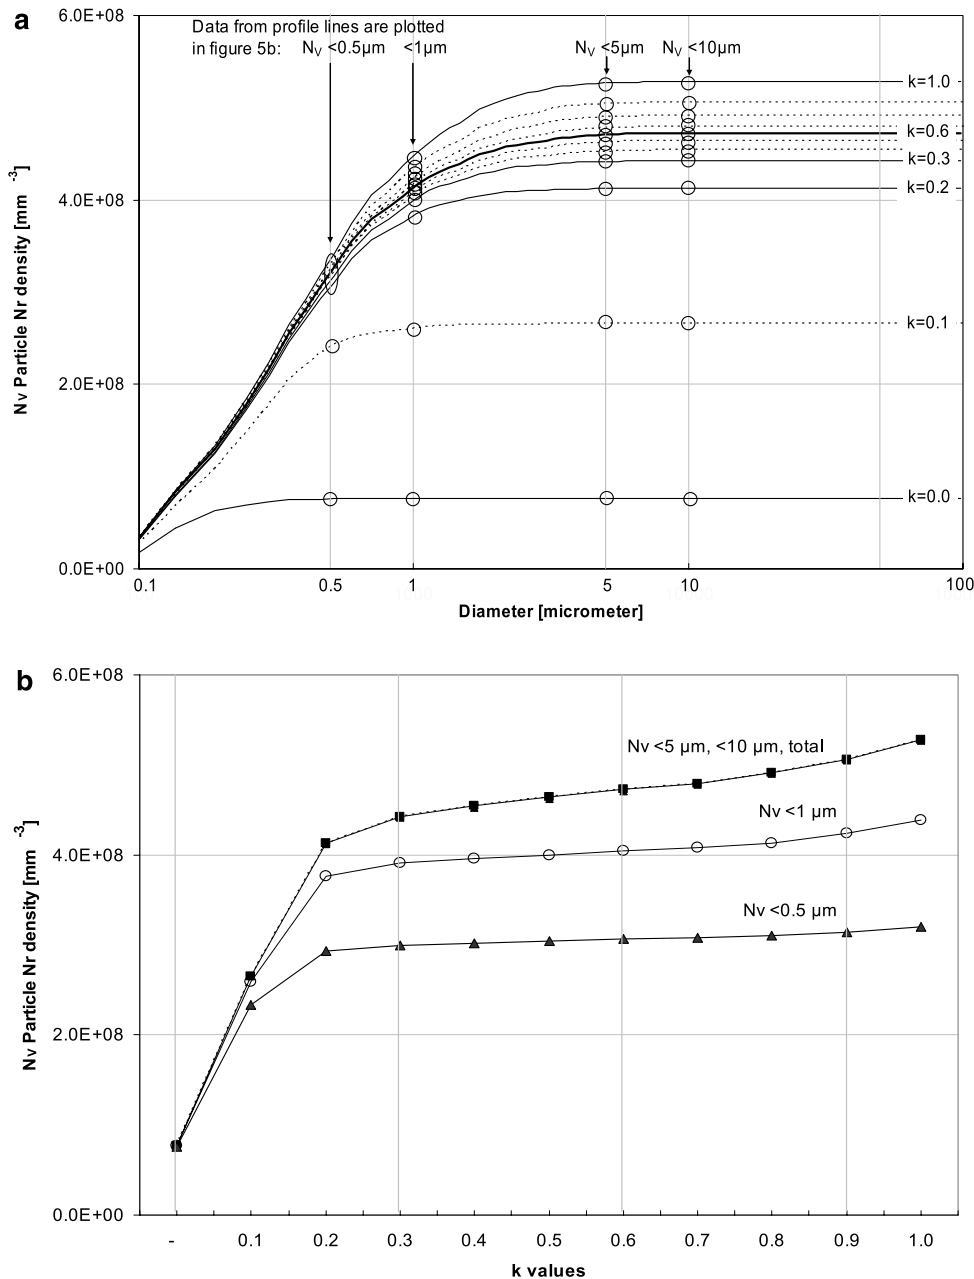 a
6.0E+08
Data from profile lines are plotted
in figure 5b: NV <0.5µm <1µm NV <5µm NV <10µm
k=1.0
k=0.6
k=0.3
4.0E+08
k=0.2
Nv Particle Nr density [mm -3]
k=0.1
2.0E+08
k=0.0
0.0E+00
0.1 0.5 1 5 10 100
Diameter [micrometer]
b
6.0E+08
Nv <5 µm, <10 µm, total
Nv <1 µm
4.0E+08
Nv <0.5 µm
Nv Particle Nr density [mm -3]
2.0E+08
0.0E+00
- 0.1 0.2 0.3 0.4 0.5 0.6 0.7 0.8 0.9 1.0
k values